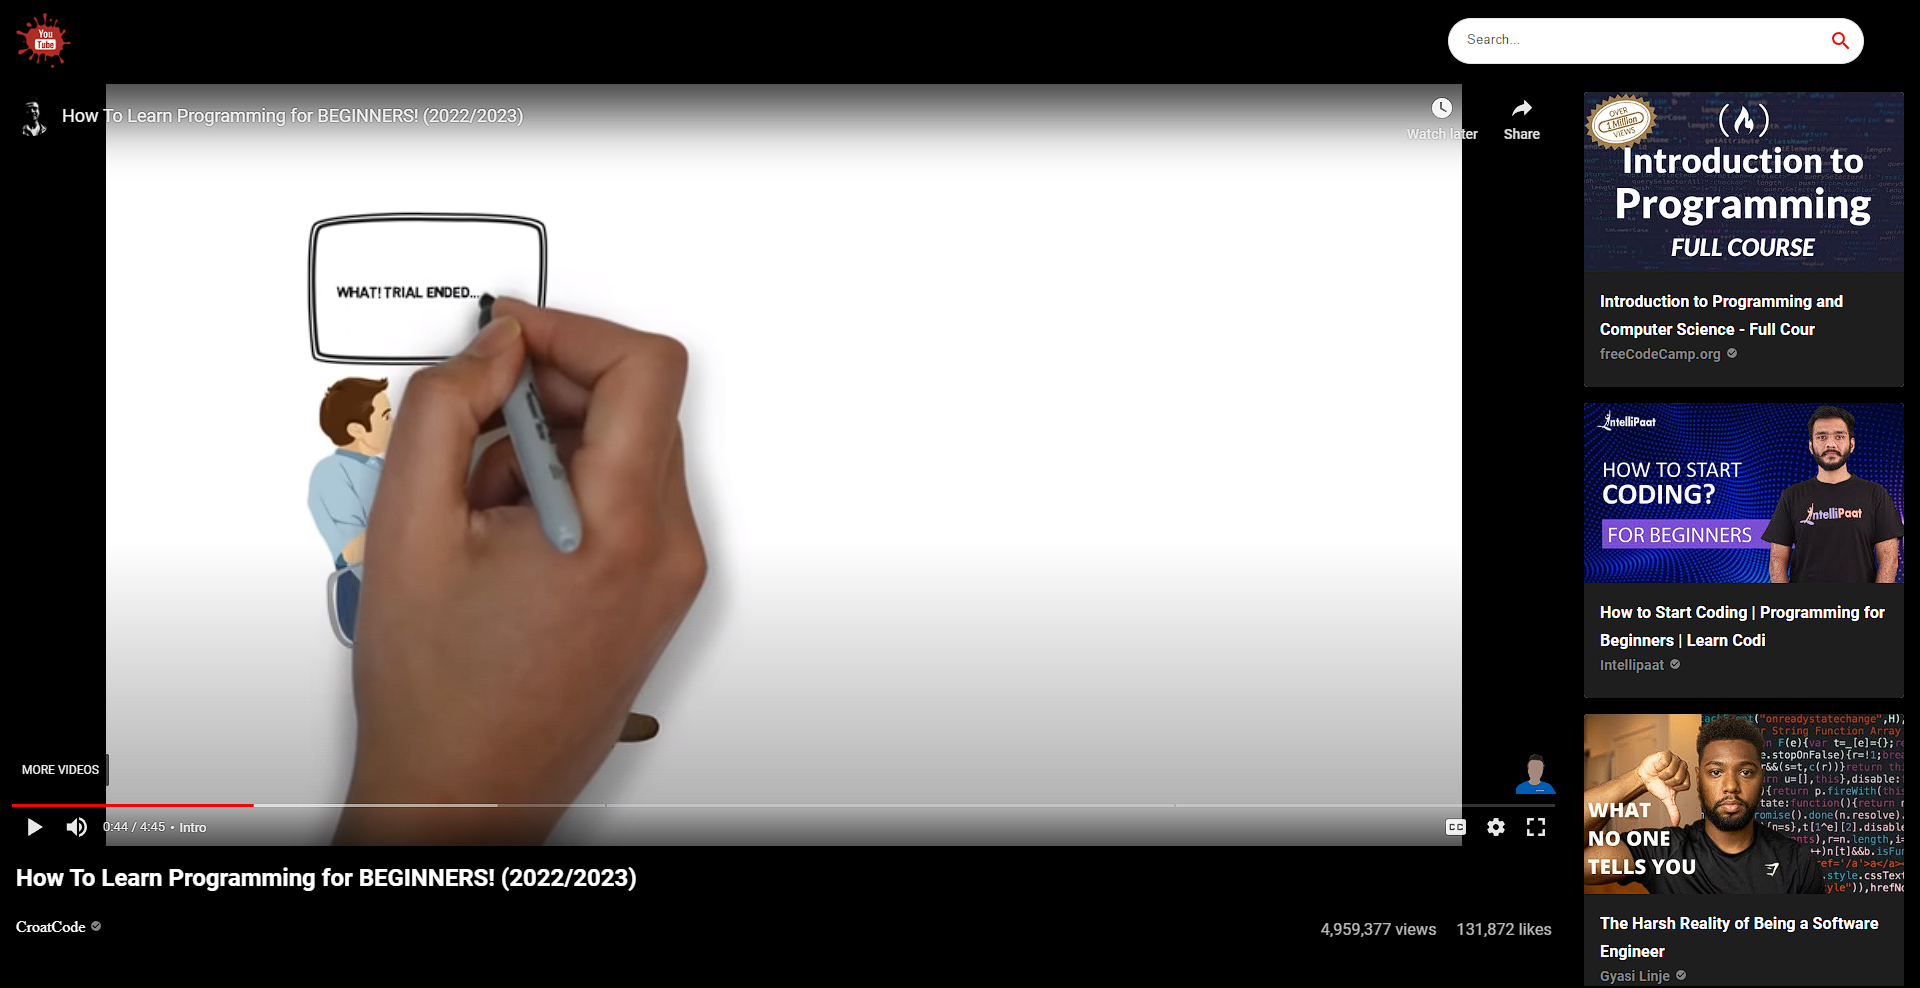 You
Tube
Search...
How To Learn Programming for BEGINNERS! (2022/2023)
Watch later
Share
WHAT! TRIAL ENDED...
MORE VIDEOS
0:44 / 4:45 • Intro
CC
How To Learn Programming for BEGINNERS! (2022/2023)
CroatCode
4,959,377 views
131,872 likes
OVER
1 Million
VIEWS
Introduction to
Programming
FULL COURSE
Introduction to Programming and
Computer Science - Full Cour
freeCodeCamp.org
IntelliPaat
HOW TO START
CODING?
FOR BEGINNERS
IntelliPaat
How to Start Coding | Programming for
Beginners | Learn Codi
Intellipaat
WHAT
NO ONE
TELLS YOU
The Harsh Reality of Being a Software
Engineer
Gyasi Linje